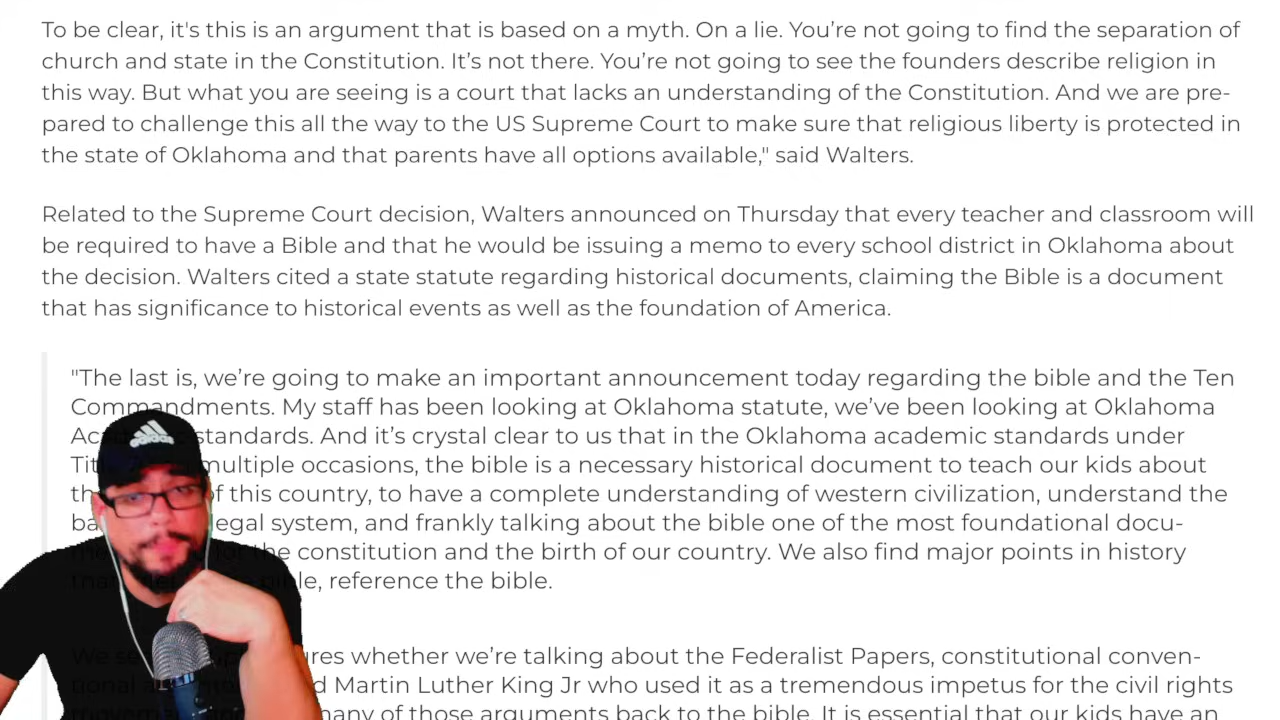 To be clear, it's this is an argument that is based on a myth. On a lie. You’re not going to find the separation of
church and state in the Constitution. It’s not there. You’re not going to see the founders describe religion in
this way. But what you are seeing is a court that lacks an understanding of the Constitution. And we are pre-
pared to challenge this all the way to the US Supreme Court to make sure that religious liberty is protected in
the state of Oklahoma and that parents have all options available," said Walters.
Related to the Supreme Court decision, Walters announced on Thursday that every teacher and classroom will
be required to have a Bible and that he would be issuing a memo to every school district in Oklahoma about
the decision. Walters cited a state statute regarding historical documents, claiming the Bible is a document
that has significance to historical events as well as the foundation of America.
"The last is, we’re going to make an important announcement today regarding the bible and the Ten
Commandments. My staff has been looking at Oklahoma statute, we’ve been looking at Oklahoma
standards. And it’s crystal clear to us that in the Oklahoma academic standards under
multiple occasions, the bible is a necessary historical document to teach our kids about
of this country, to have a complete understanding of western civilization, understand the
legal system, and frankly talking about the bible one of the most foundational docu-
the constitution and the birth of our country. We also find major points in history
reference the bible.
whether we’re talking about the Federalist Papers, constitutional conven-
Martin Luther King Jr who used it as a tremendous impetus for the civil rights
many of those arguments back to the bible. It is essential that our kids have an
adidas